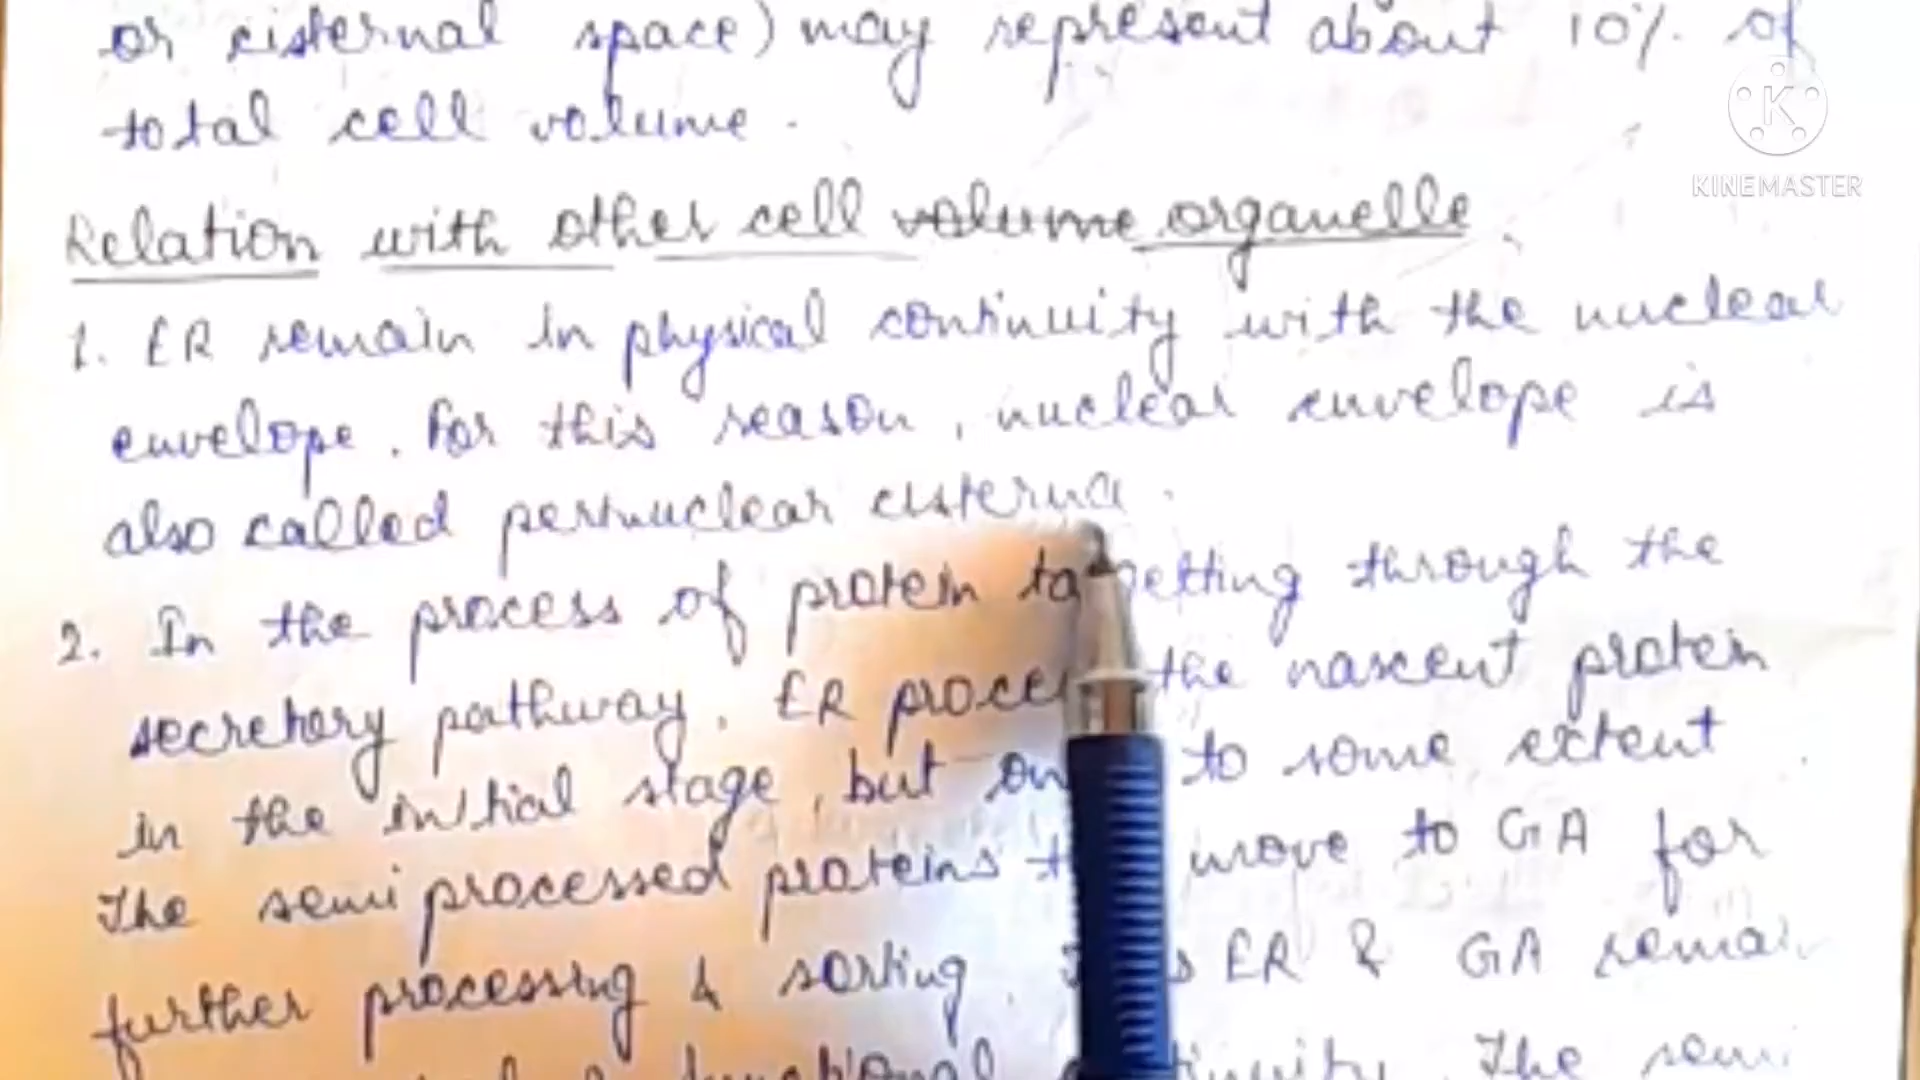 or cisternal space) may represent about 10% of
total cell volume.
KINEMASTER
Relation with other cell volume organelle
1. ER remain in physical continuity with the nuclear
envelope. For this reason, nuclear envelope is
also called perinuclear cisterna.
2. In the process of protein targetting through the
secretory pathway, ER the nascent protein
in the initial stage, but to some extent
The semi processed proteins move to GA for
further processing & sorting. ER & GA remain
functional The semi